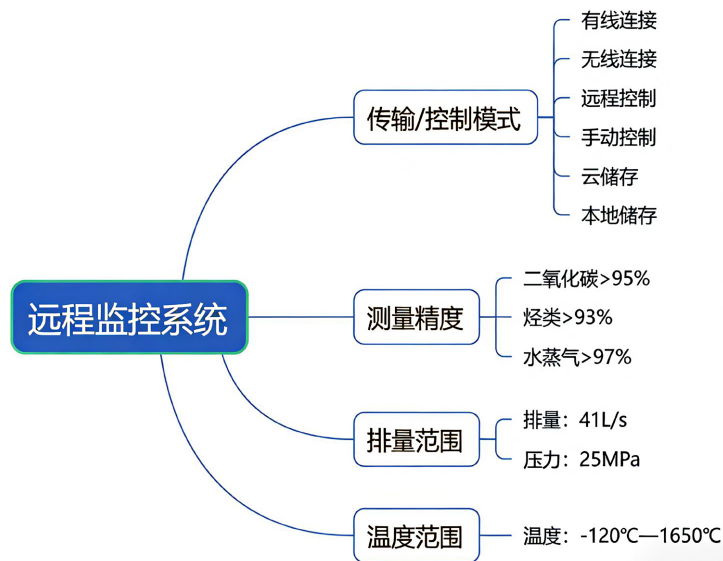 远程监控系统
传输/控制模式
有线连接
无线连接
远程控制
手动控制
云储存
本地储存
测量精度
二氧化碳>95%
烃类>93%
水蒸气>97%
排量范围
排量：41L/s
压力：25MPa
温度范围
温度：-120℃—1650℃